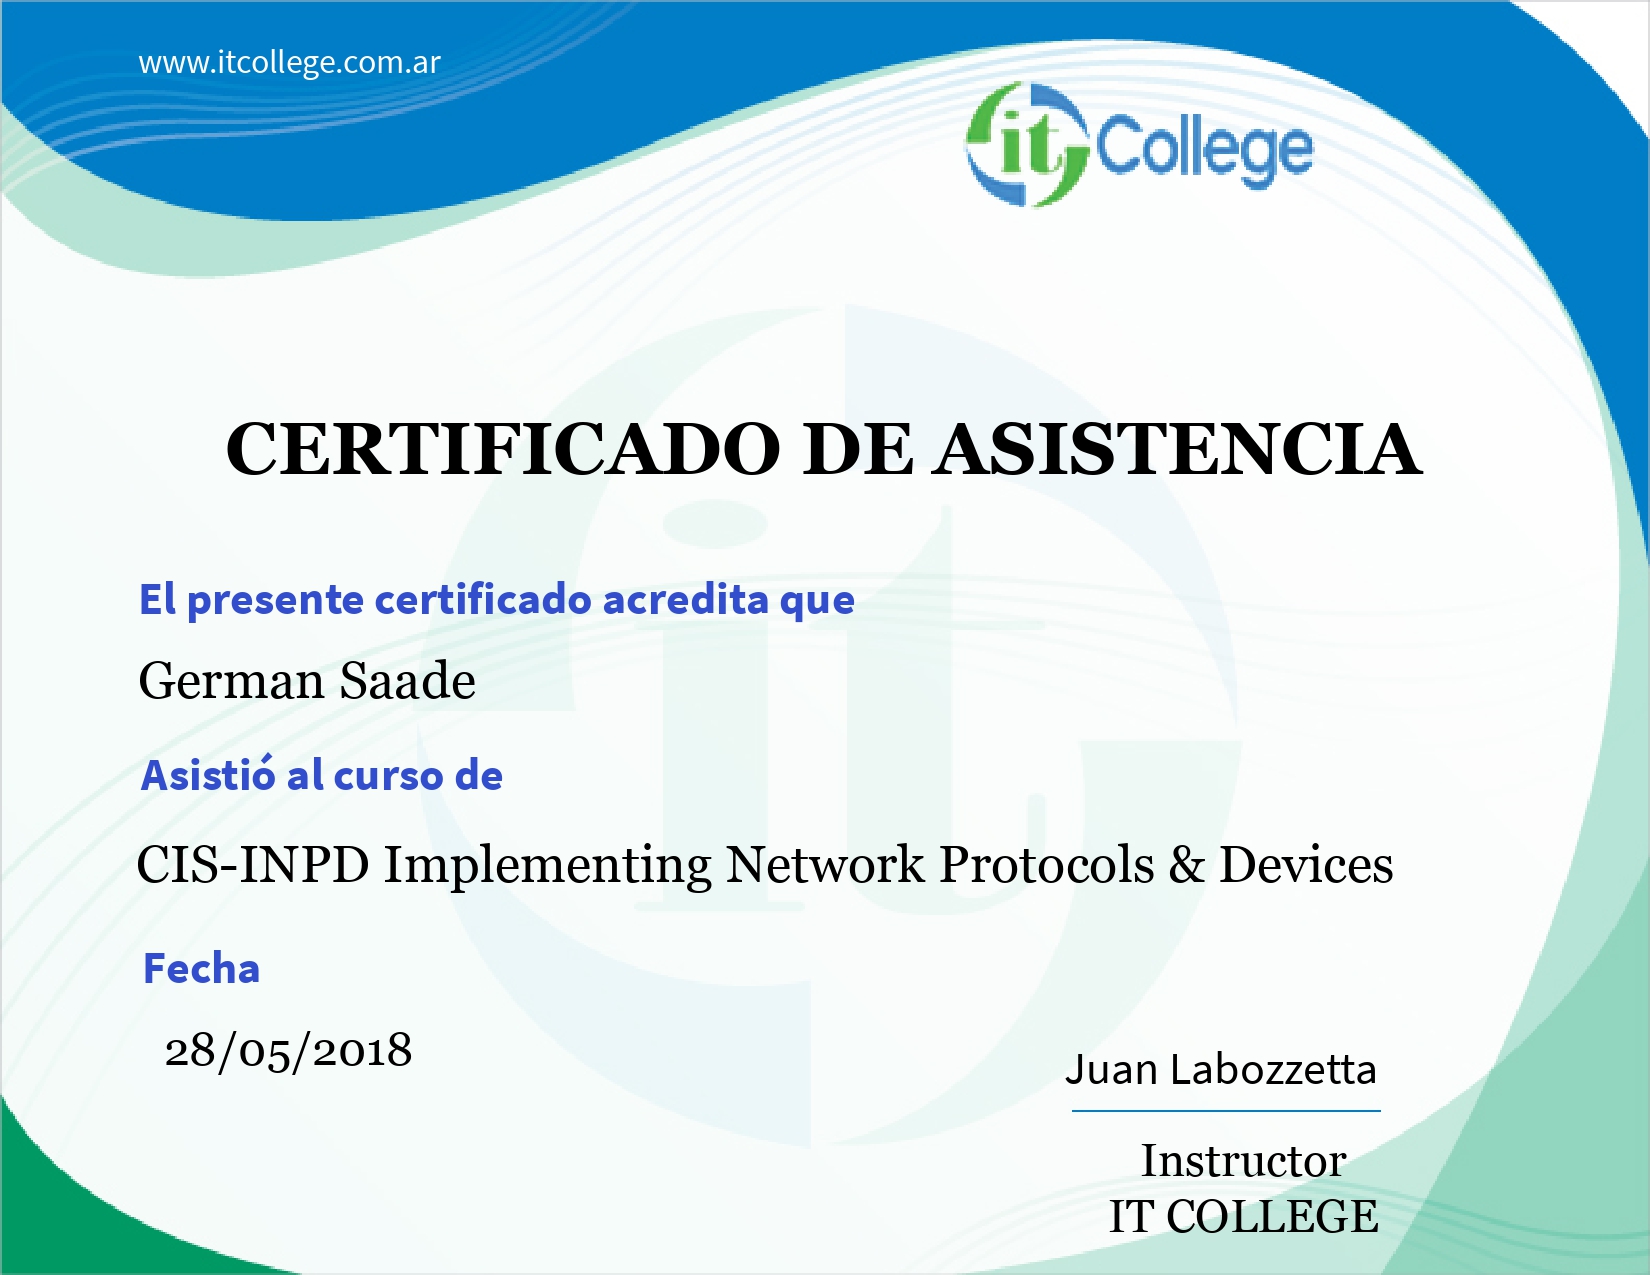 www.itcollege.com.ar
it College
CERTIFICADO DE ASISTENCIA
El presente certificado acredita que
German Saade
Asistió al curso de
CIS-INPD Implementing Network Protocols & Devices
Fecha
28/05/2018
Juan Labozzetta
Instructor
IT COLLEGE